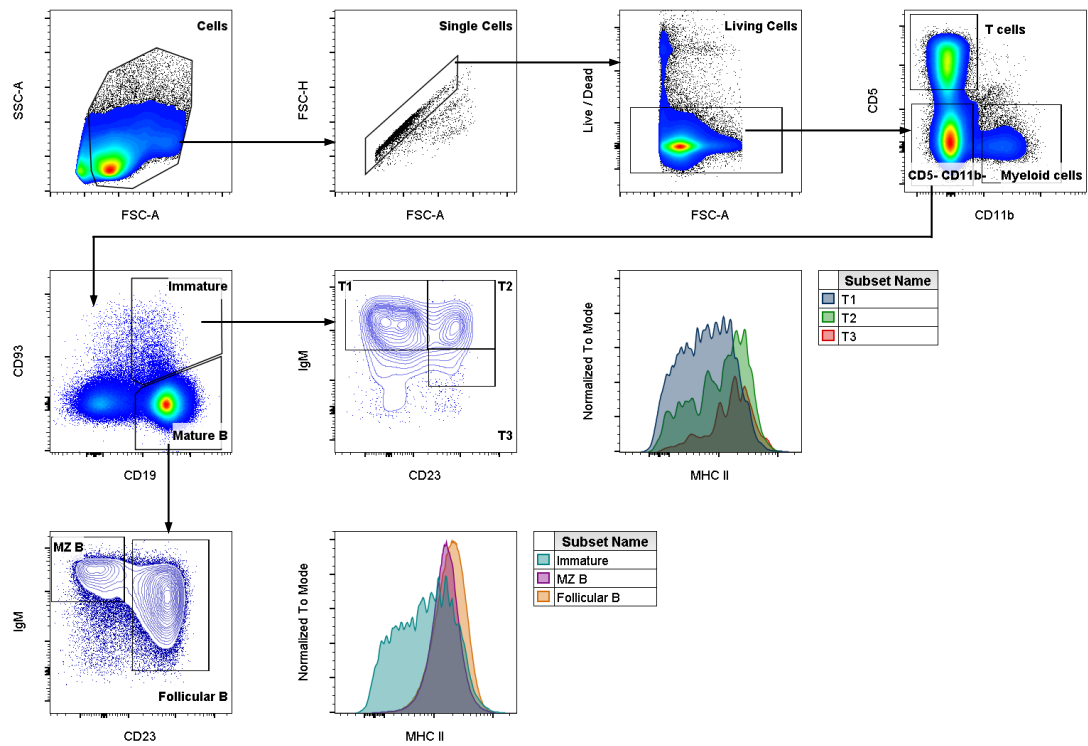 Cells
SSC-A
FSC-A
Single Cells
FSC-H
FSC-A
Living Cells
Live / Dead
FSC-A
T cells
CD5
CD5- CD11b-
Myeloid cells
CD11b
Immature
CD93
Mature B
CD19
T1
T2
IgM
T3
CD23
Normalized To Mode
MHC II
Subset Name
T1
T2
T3
MZ B
IgM
Follicular B
CD23
Normalized To Mode
MHC II
Subset Name
Immature
MZ B
Follicular B